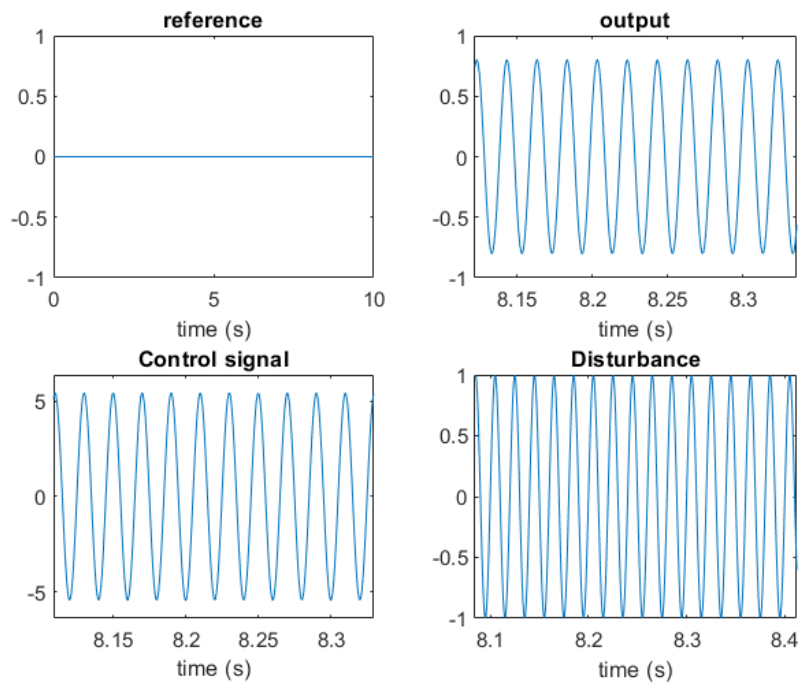 reference
1
0.5
0
-0.5
-1
0 5 10
time (s)
output
1
0.5
0
-0.5
-1
8.15 8.2 8.25 8.3
time (s)
Control signal
5
0
-5
8.15 8.2 8.25 8.3
time (s)
Disturbance
1
0.5
0
-0.5
-1
8.1 8.2 8.3 8.4
time (s)